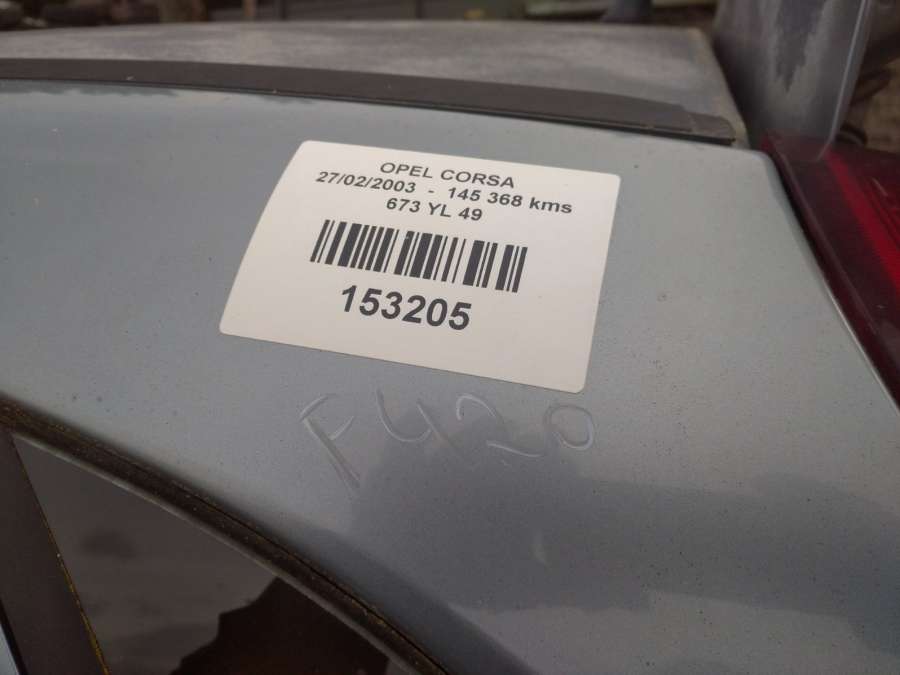 OPEL CORSA
27/02/2003 - 145 368 kms
673 YL 49
153205
F420